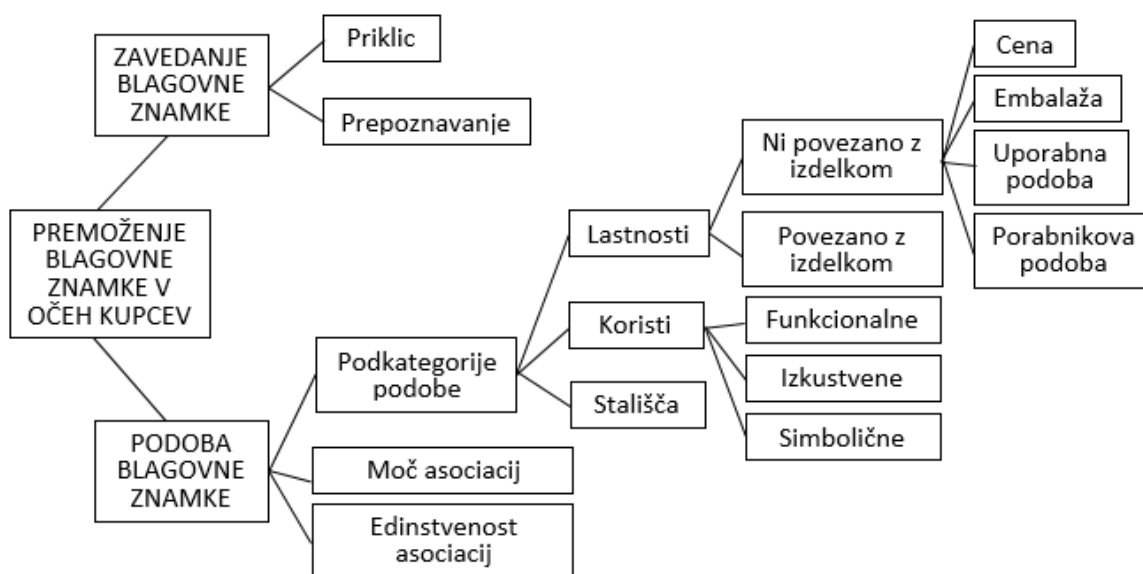 ZAVEDANJE
BLAGOVNE
ZNAMKE
Priklic
Prepoznavanje
PREMOŽENJE
BLAGOVNE
ZNAMKE V
OČEH KUPCEV
PODOBA
BLAGOVNE
ZNAMKE
Podkategorije
podobe
Moč asociacij
Edinstvenost
asociacij
Lastnosti
Koristi
Stališča
Ni povezano z
izdelkom
Povezano z
izdelkom
Funkcionalne
Izkustvene
Simbolične
Cena
Embalaža
Uporabna
podoba
Porabnikova
podoba